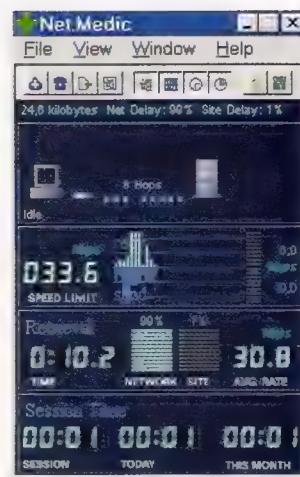 Net.Medic
File View Window Help
24,6 kilobytes Net Delay: 99% Site Delay: 1%
8 Hops
Idle
033.6
SPEED LIMIT
Retrieval
99%
0:10.2
30.8
TIME NETWORK SITE AVG. RATE
Session Time
00:01 00:01 00:01
SESSION TODAY THIS MONTH